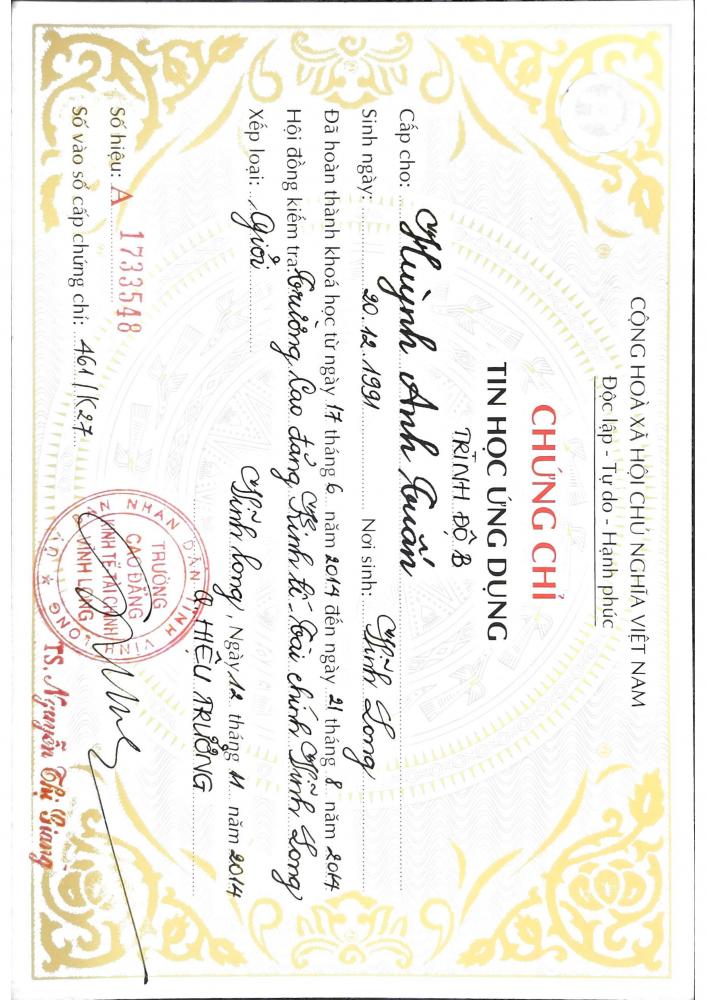 CỘNG HOÀ XÃ HỘI CHỦ NGHĨA VIỆT NAM
Độc lập - Tự do - Hạnh phúc
CHỨNG CHỈ
TIN HỌC ỨNG DỤNG
TRÌNH ĐỘ B
Cấp cho: Huỳnh Anh Tuấn
Sinh ngày: 20.12.1991 Nơi sinh: Vĩnh Long
Đã hoàn thành khoá học từ ngày 17 tháng 6 năm 2014 đến ngày 21 tháng 8 năm 2014
Hội đồng kiểm tra: Trường Cao đẳng Kinh tế - Tài chính Vĩnh Long
Xếp loại: Giỏi
Vĩnh Long, Ngày 12 tháng 11 năm 2014
Q. HIỆU TRƯỞNG
Số hiệu: A 1733548
Số vào sổ cấp chứng chỉ: 461/K27
TRƯỜNG
CAO ĐẲNG
KINH TẾ TÀI CHÍNH
VĨNH LONG
TS. Nguyễn Thị Giang